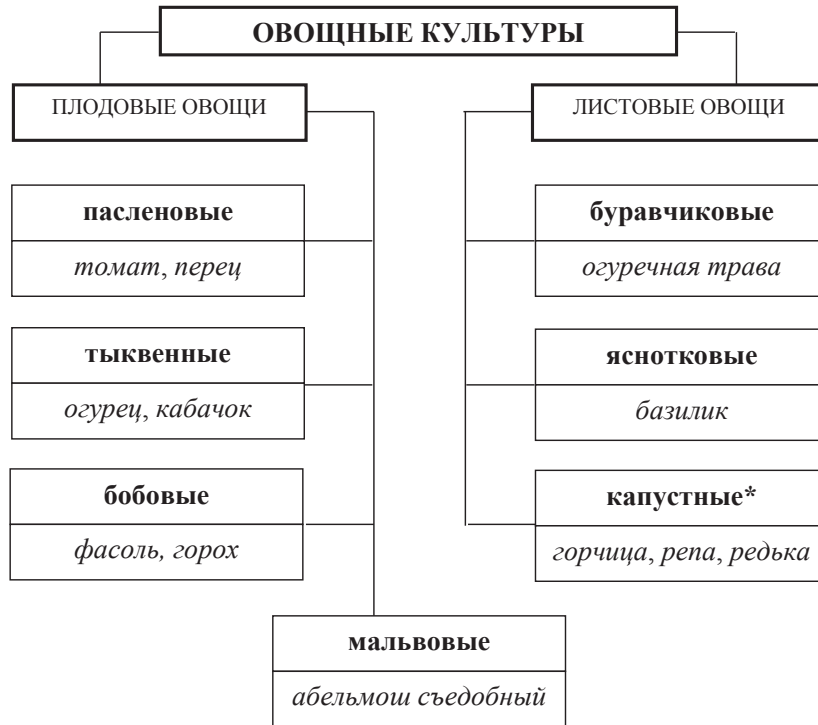 ОВОЩНЫЕ КУЛЬТУРЫ
ПЛОДОВЫЕ ОВОЩИ
пасленовые
томат, перец
тыквенные
огурец, кабачок
бобовые
фасоль, горох
мальвовые
абельмош съедобный
ЛИСТОВЫЕ ОВОЩИ
буравчиковые
огуречная трава
яснотковые
базилик
капустные*
горчица, репа, редька